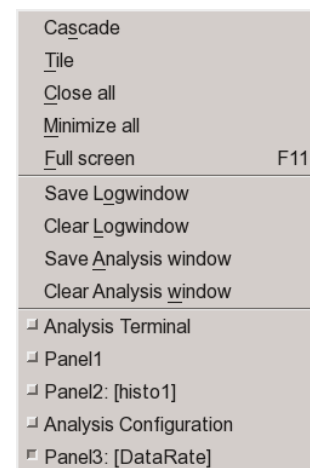 Cascade
Tile
Close all
Minimize all
Full screen F11
Save Logwindow
Clear Logwindow
Save Analysis window
Clear Analysis window
Analysis Terminal
Panel1
Panel2: [histo1]
Analysis Configuration
Panel3: [DataRate]